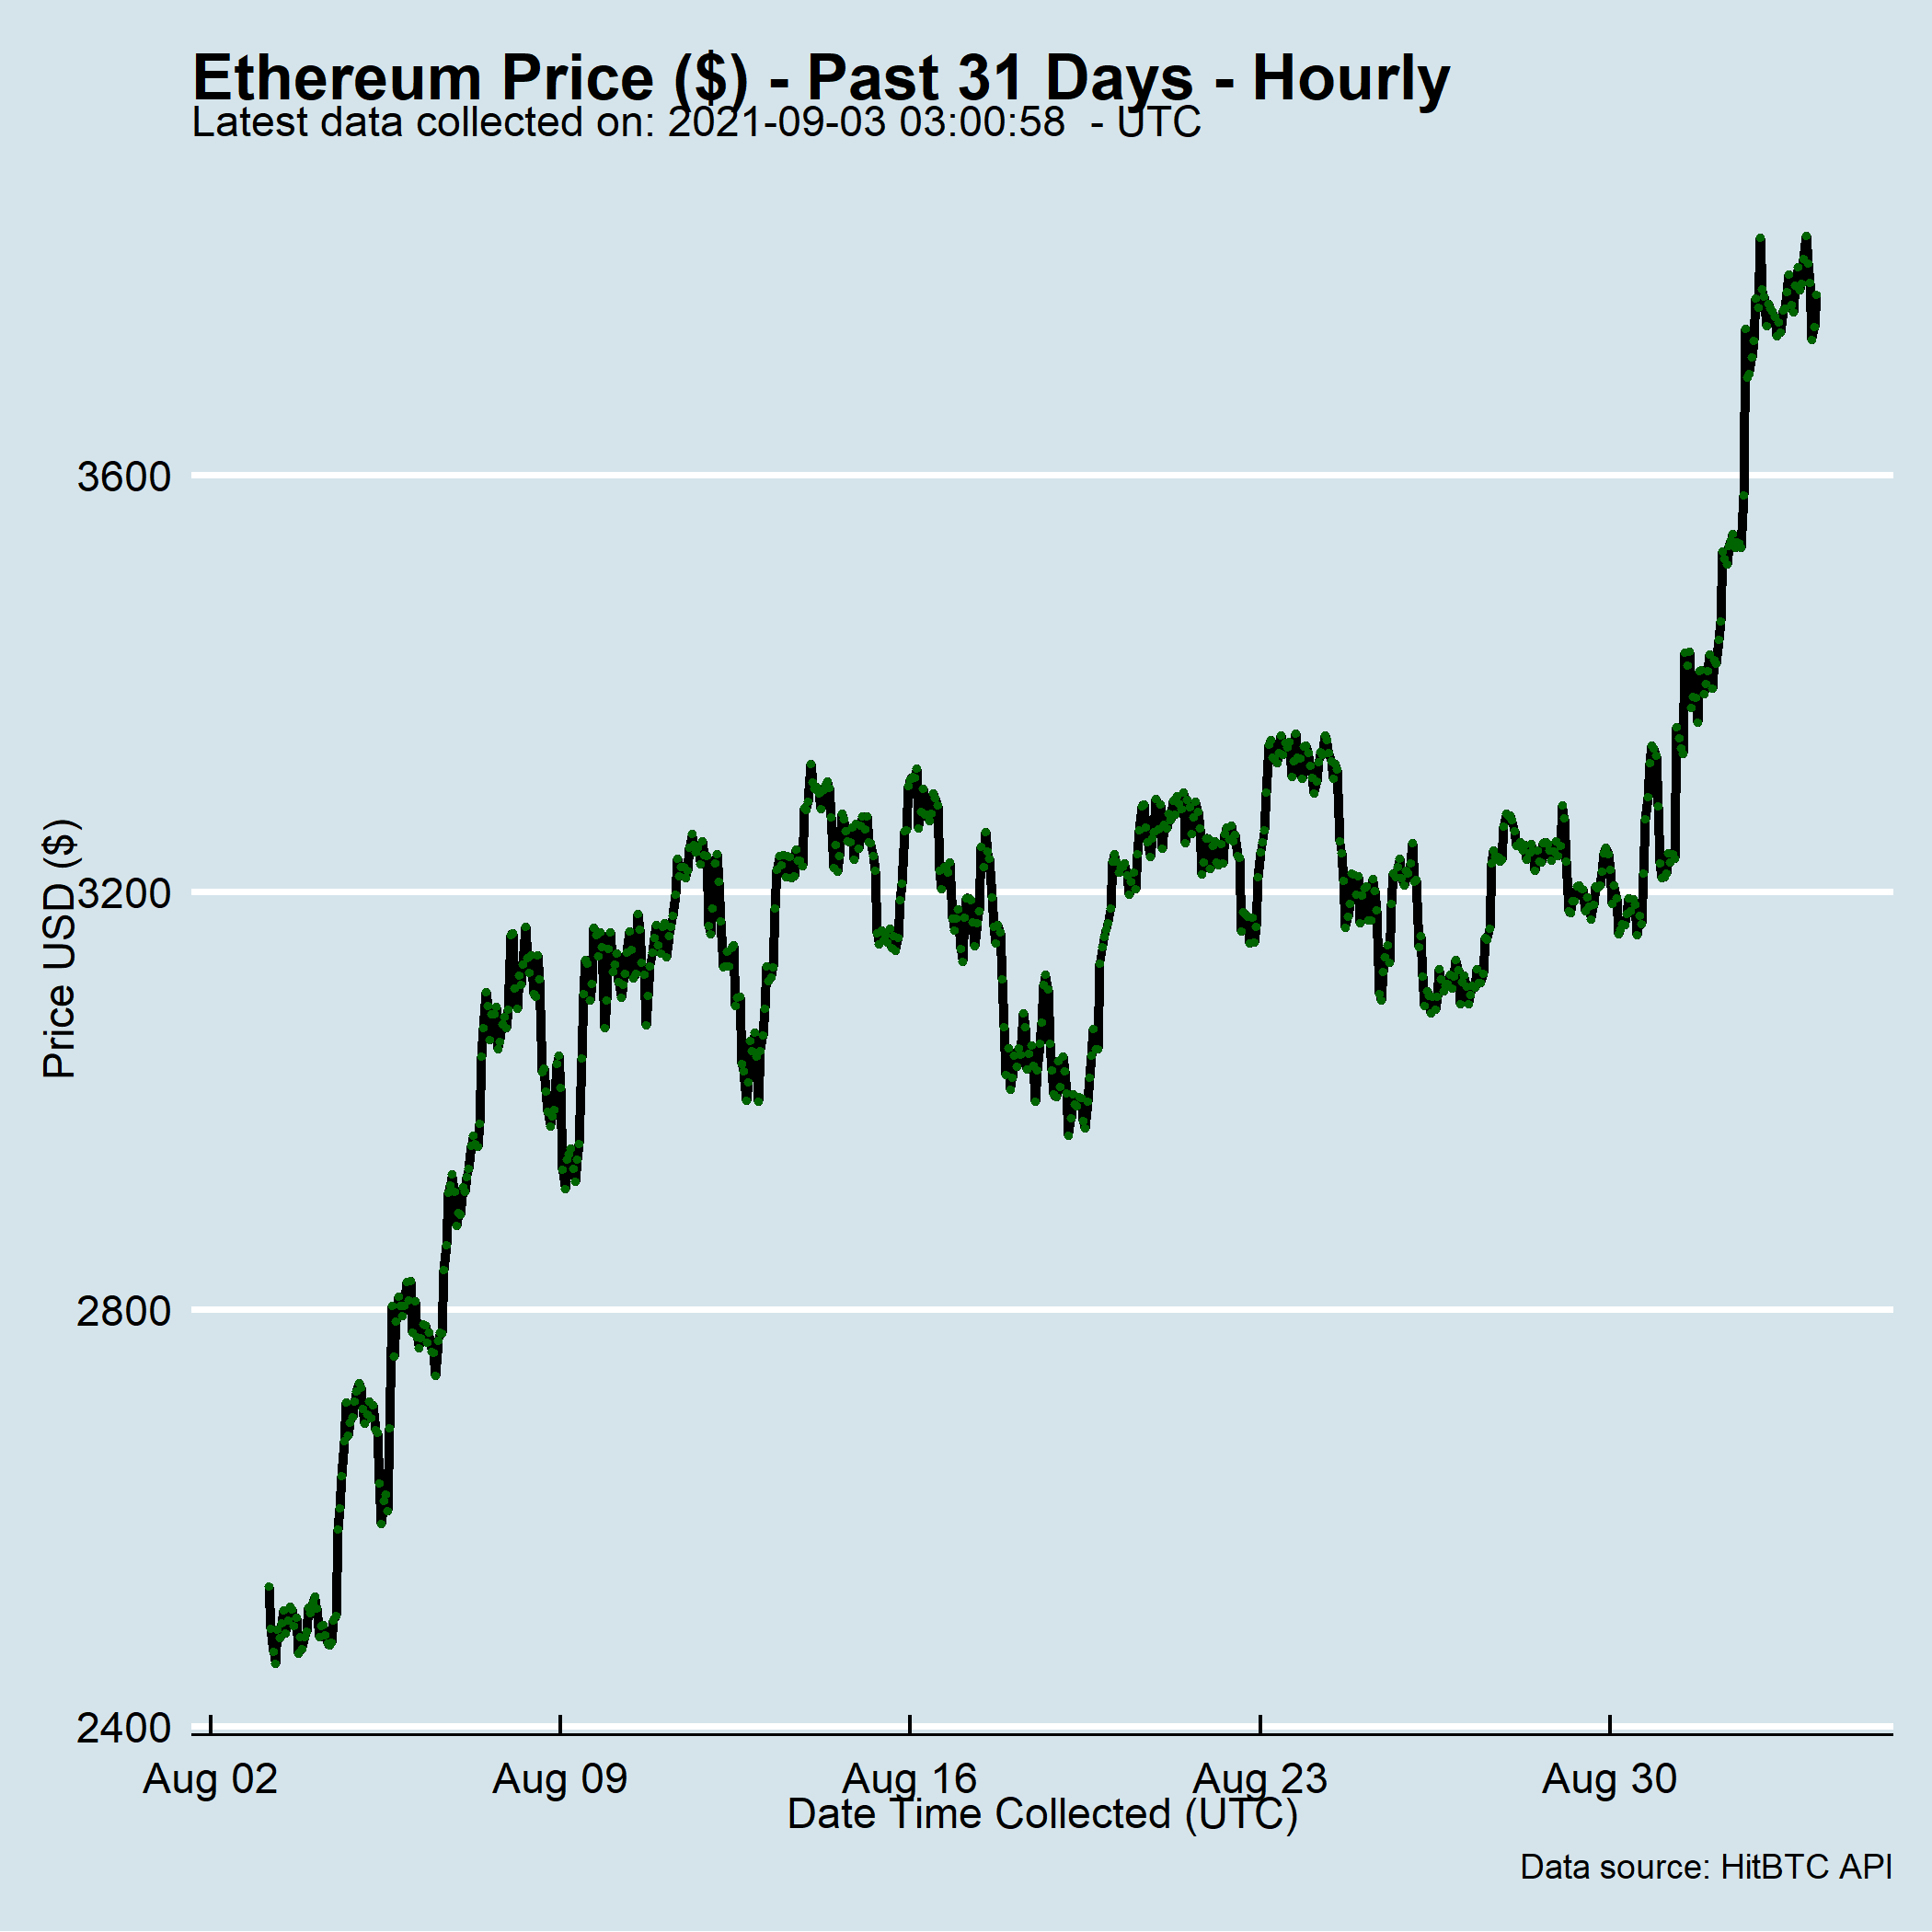 Ethereum Price ($) - Past 31 Days - Hourly
Latest data collected on: 2021-09-03 03:00:58  - UTC
Price USD ($)
3600
3200
2800
2400
Aug 02 Aug 09 Aug 16 Aug 23 Aug 30
Date Time Collected (UTC)
Data source: HitBTC API